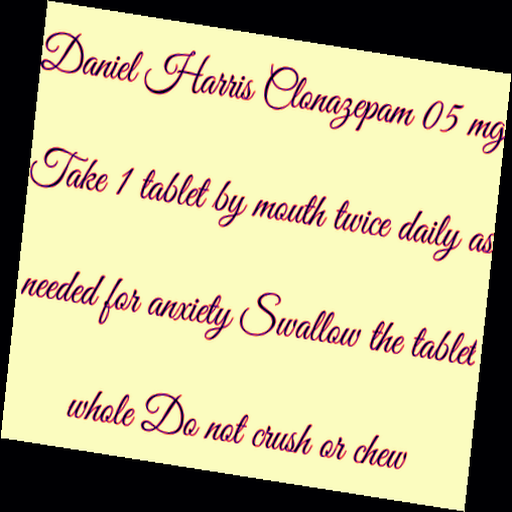 Daniel Harris Clonazepam 05 mg
Take 1 tablet by mouth twice daily as
needed for anxiety Swallow the tablet
whole Do not crush or chew